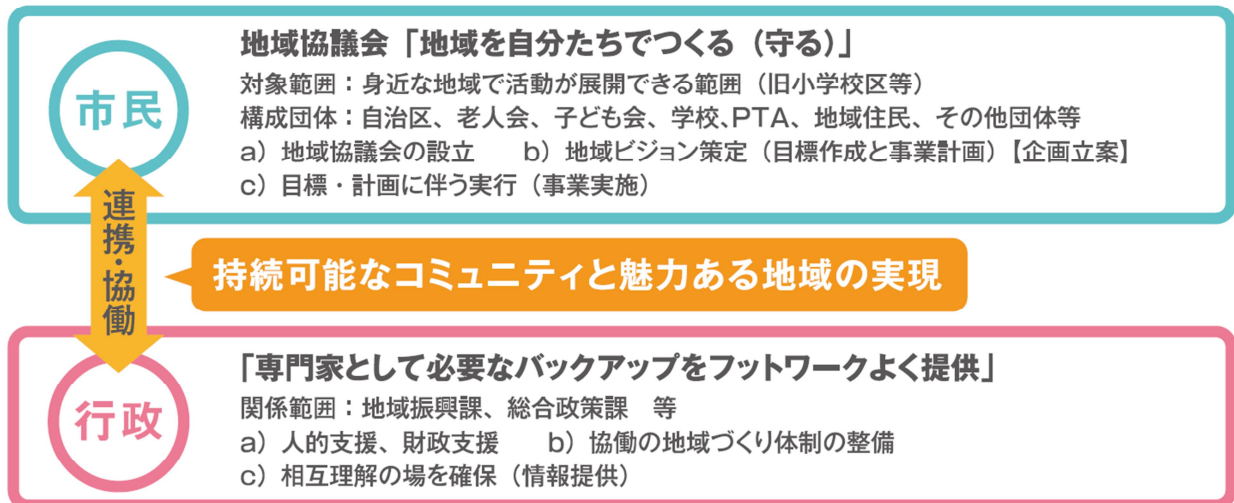 市民
地域協議会「地域を自分たちでつくる（守る）」
対象範囲：身近な地域で活動が展開できる範囲（旧小学校区等）
構成団体：自治区、老人会、子ども会、学校、PTA、地域住民、その他団体等
a）地域協議会の設立　b）地域ビジョン策定（目標作成と事業計画）【企画立案】
c）目標・計画に伴う実行（事業実施）
連携・協働
持続可能なコミュニティと魅力ある地域の実現
行政
「専門家として必要なバックアップをフットワークよく提供」
関係範囲：地域振興課、総合政策課　等
a）人的支援、財政支援　b）協働の地域づくり体制の整備
c）相互理解の場を確保（情報提供）